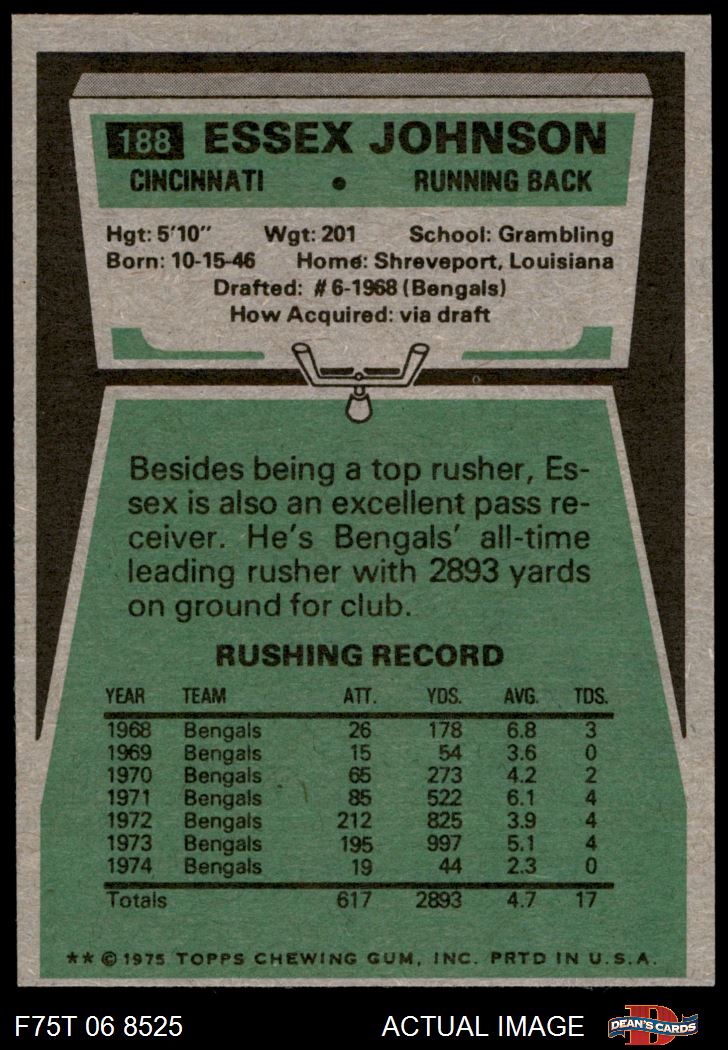 188 ESSEX JOHNSON
CINCINNATI • RUNNING BACK
Hgt: 5'10" Wgt: 201 School: Grambling
Born: 10-15-46 Home: Shreveport, Louisiana
Drafted: #6-1968 (Bengals)
How Acquired: via draft
Besides being a top rusher, Es-
sex is also an excellent pass re-
ceiver. He's Bengals' all-time
leading rusher with 2893 yards
on ground for club.
RUSHING RECORD
YEAR TEAM ATT. YDS. AVG. TDS.
1968 Bengals 26 178 6.8 3
1969 Bengals 15 54 3.6 0
1970 Bengals 65 273 4.2 2
1971 Bengals 85 522 6.1 4
1972 Bengals 212 825 3.9 4
1973 Bengals 195 997 5.1 4
1974 Bengals 19 44 2.3 0
Totals 617 2893 4.7 17
** © 1975 TOPPS CHEWING GUM, INC. PRTD IN U.S.A.
F75T 06 8525 ACTUAL IMAGE D DEAN'S CARDS